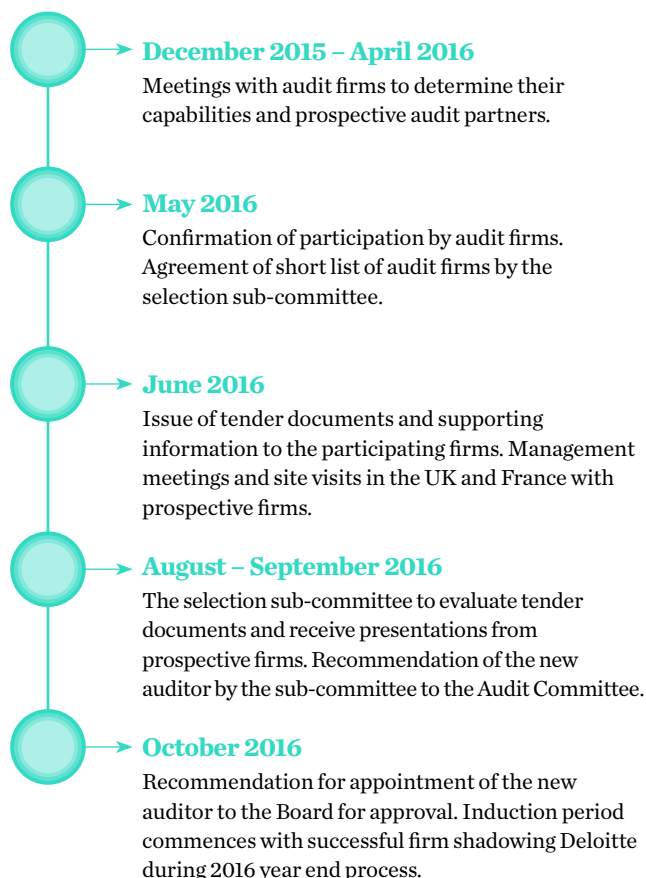 December 2015 – April 2016
Meetings with audit firms to determine their
capabilities and prospective audit partners.
May 2016
Confirmation of participation by audit firms.
Agreement of short list of audit firms by the
selection sub-committee.
June 2016
Issue of tender documents and supporting
information to the participating firms. Management
meetings and site visits in the UK and France with
prospective firms.
August – September 2016
The selection sub-committee to evaluate tender
documents and receive presentations from
prospective firms. Recommendation of the new
auditor by the sub-committee to the Audit Committee.
October 2016
Recommendation for appointment of the new
auditor to the Board for approval. Induction period
commences with successful firm shadowing Deloitte
during 2016 year end process.